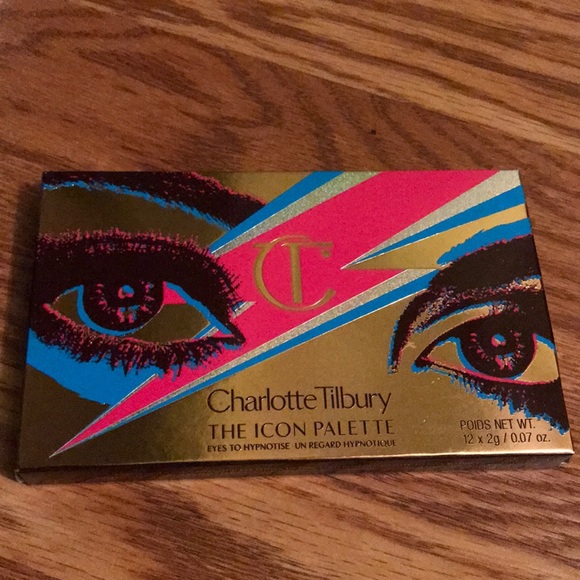 CT
Charlotte Tilbury
THE ICON PALETTE
EYES TO HYPNOTISE UN REGARD HYPNOTIQUE
POIDS NET WT.
12 x 2g / 0.07 oz.